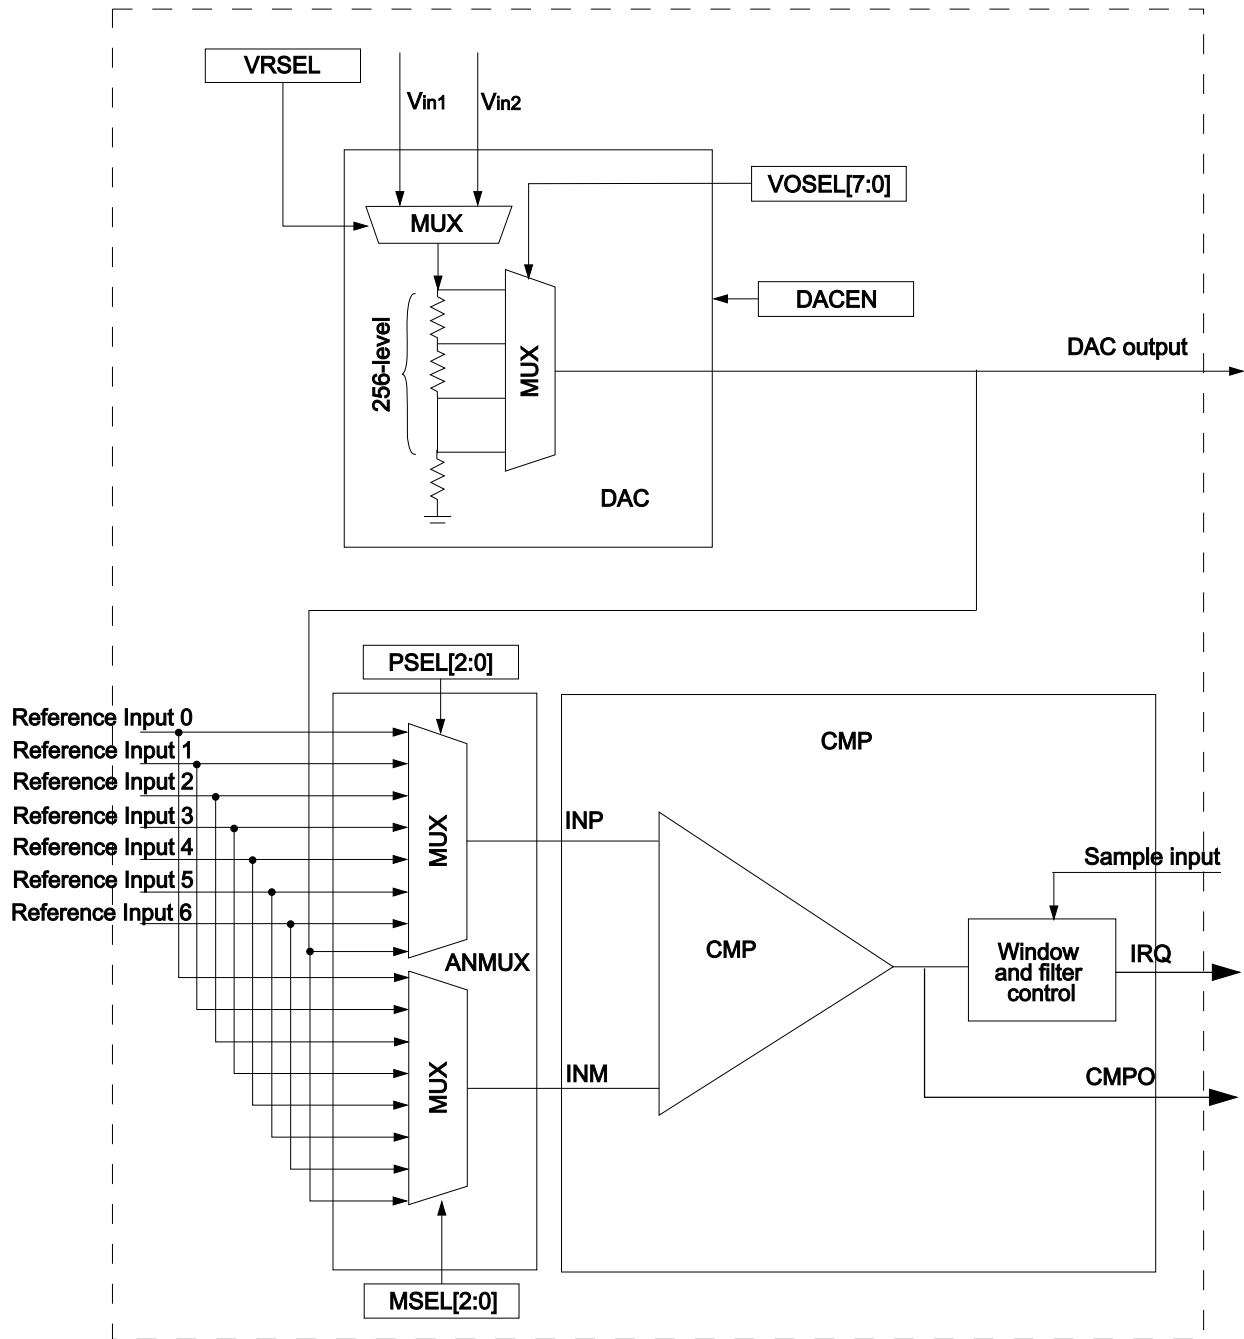 VRSEL
Vin1
Vin2
VOSEL[7:0]
MUX
DACEN
256-level
MUX
DAC output
DAC
PSEL[2:0]
Reference Input 0
Reference Input 1
Reference Input 2
Reference Input 3
Reference Input 4
Reference Input 5
Reference Input 6
MUX
ANMUX
MUX
MSEL[2:0]
CMP
INP
INM
CMP
Sample input
Window
and filter
control
IRQ
CMPO